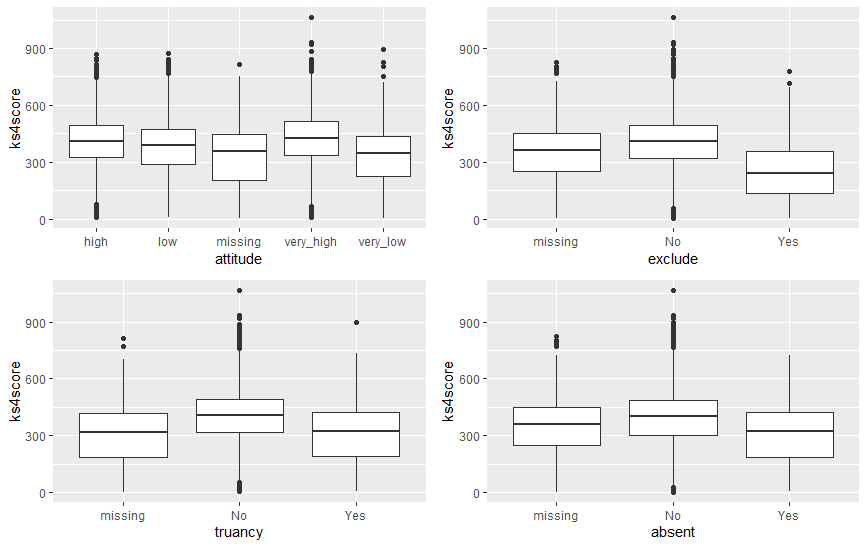 ks4score
900
600
300
0
high low missing very_high very_low
attitude
ks4score
900
600
300
0
missing No Yes
exclude
ks4score
900
600
300
0
missing No Yes
truancy
ks4score
900
600
300
0
missing No Yes
absent